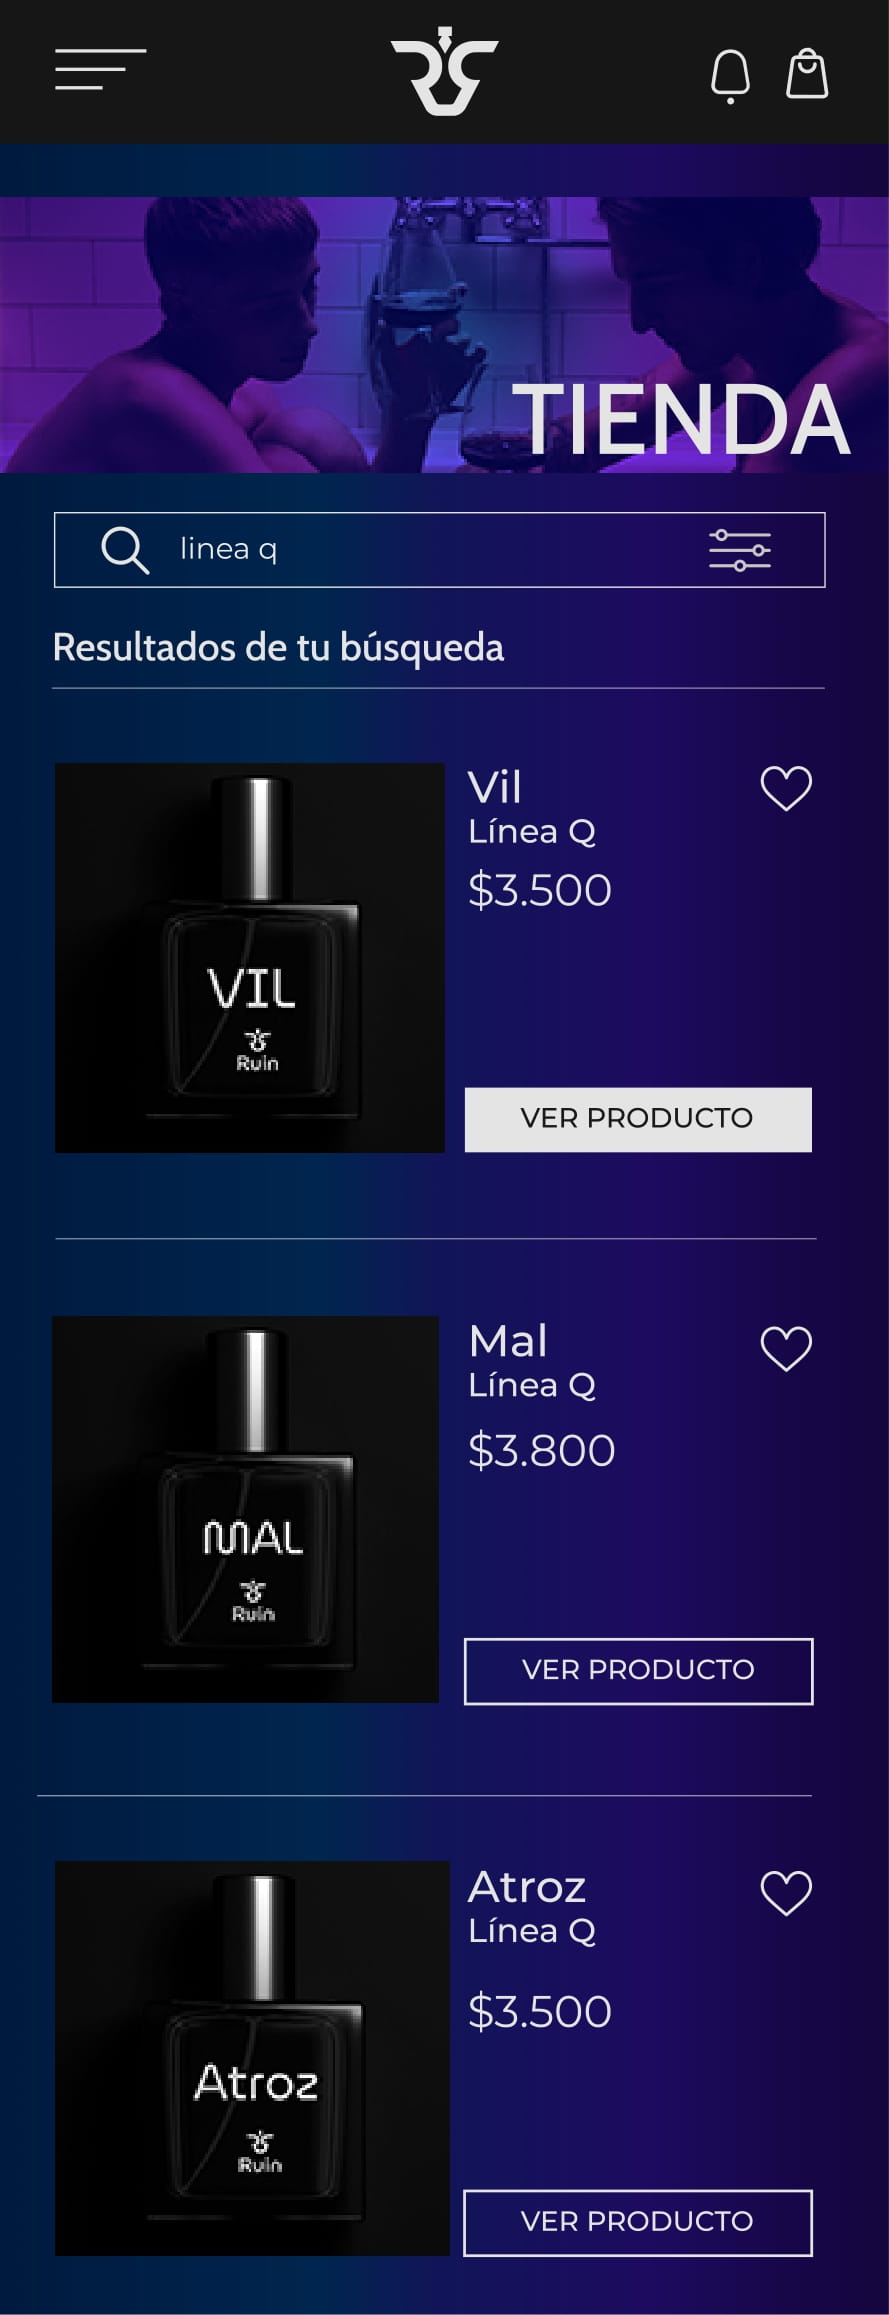 TIENDA
linea q
Resultados de tu búsqueda
Vil
Línea Q
$3.500
VIL
Ruin
VER PRODUCTO
Mal
Línea Q
$3.800
MAL
Ruin
VER PRODUCTO
Atroz
Línea Q
$3.500
Atroz
Ruin
VER PRODUCTO